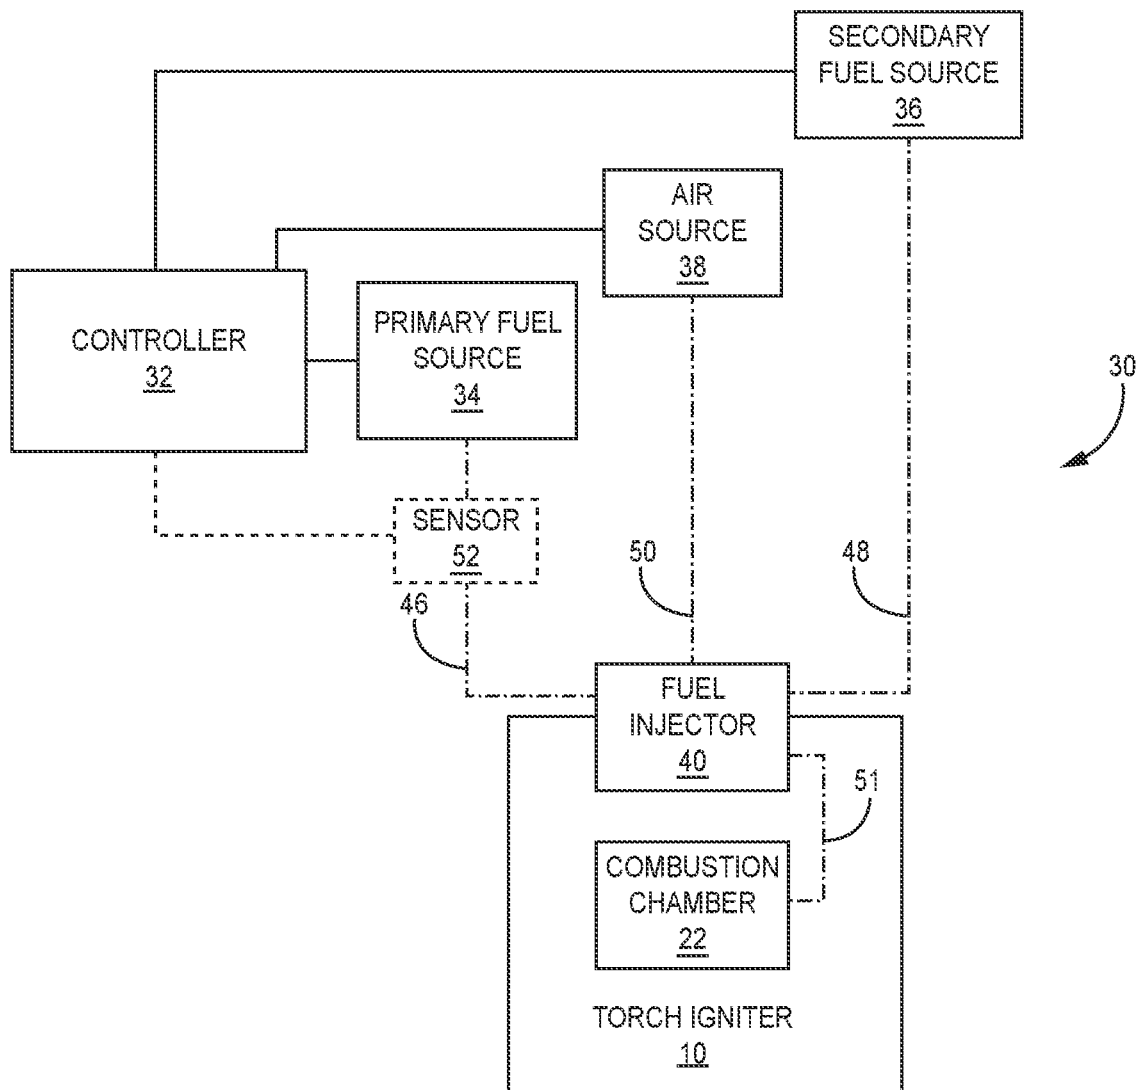 SECONDARY
FUEL SOURCE
36
AIR
SOURCE
38
CONTROLLER
32
PRIMARY FUEL
SOURCE
34
30
SENSOR
52
50
48
46
FUEL
INJECTOR
40
51
COMBUSTION
CHAMBER
22
TORCH IGNITER
10